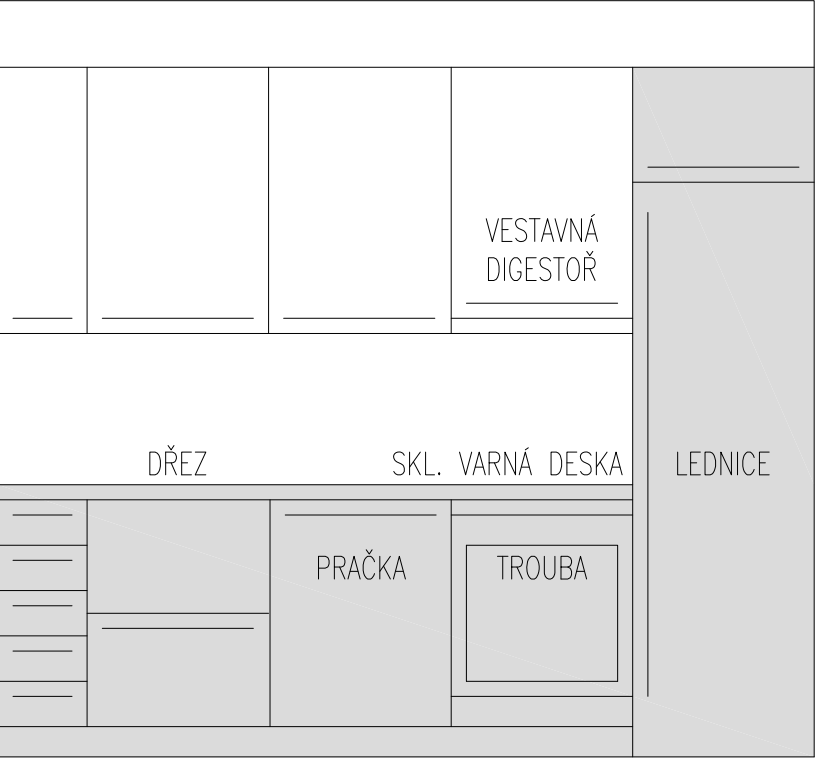 VESTAVNÁ
DIGESTOŘ
DŘEZ
SKL. VARNÁ DESKA
LEDNICE
PRAČKA
TROUBA